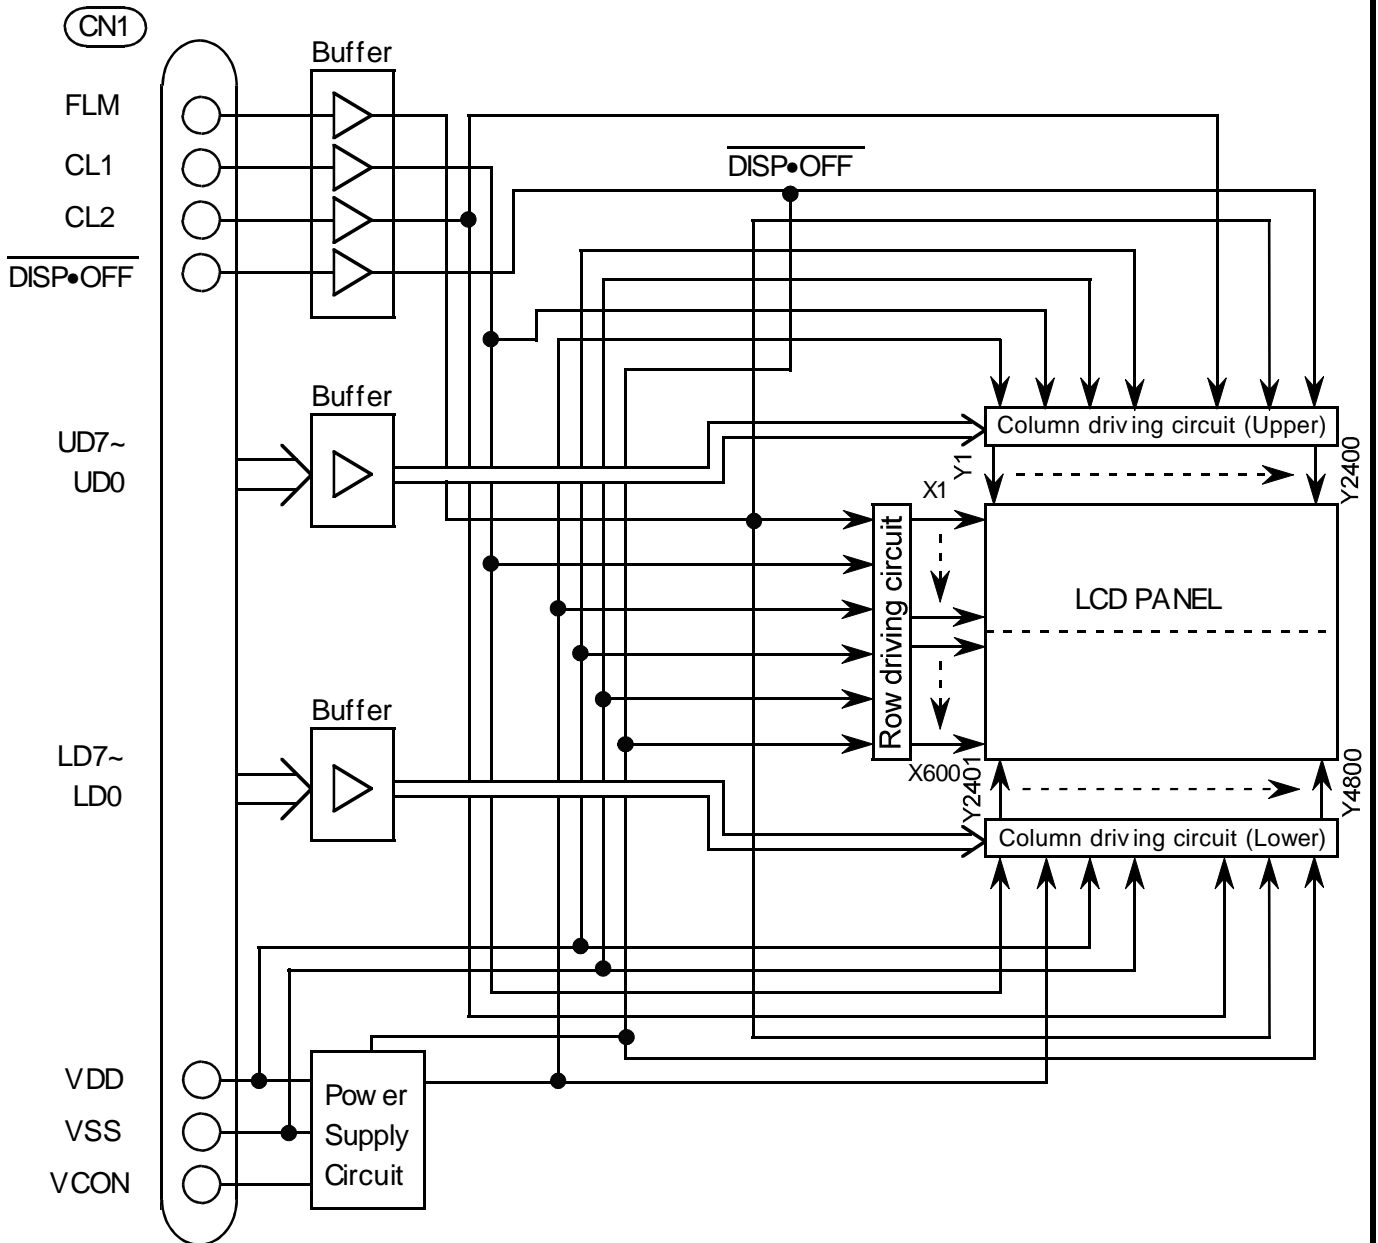 CN1
Buffer
FLM
CL1
CL2
DISP•OFF
DISP•OFF
Buffer
UD7~
UD0
Column driving circuit (Upper)
Y1
Y2400
X1
Row driving circuit
LCD PANEL
X600
Buffer
LD7~
LD0
Y2401
Y4800
Column driving circuit (Lower)
VDD
VSS
VCON
Power
Supply
Circuit